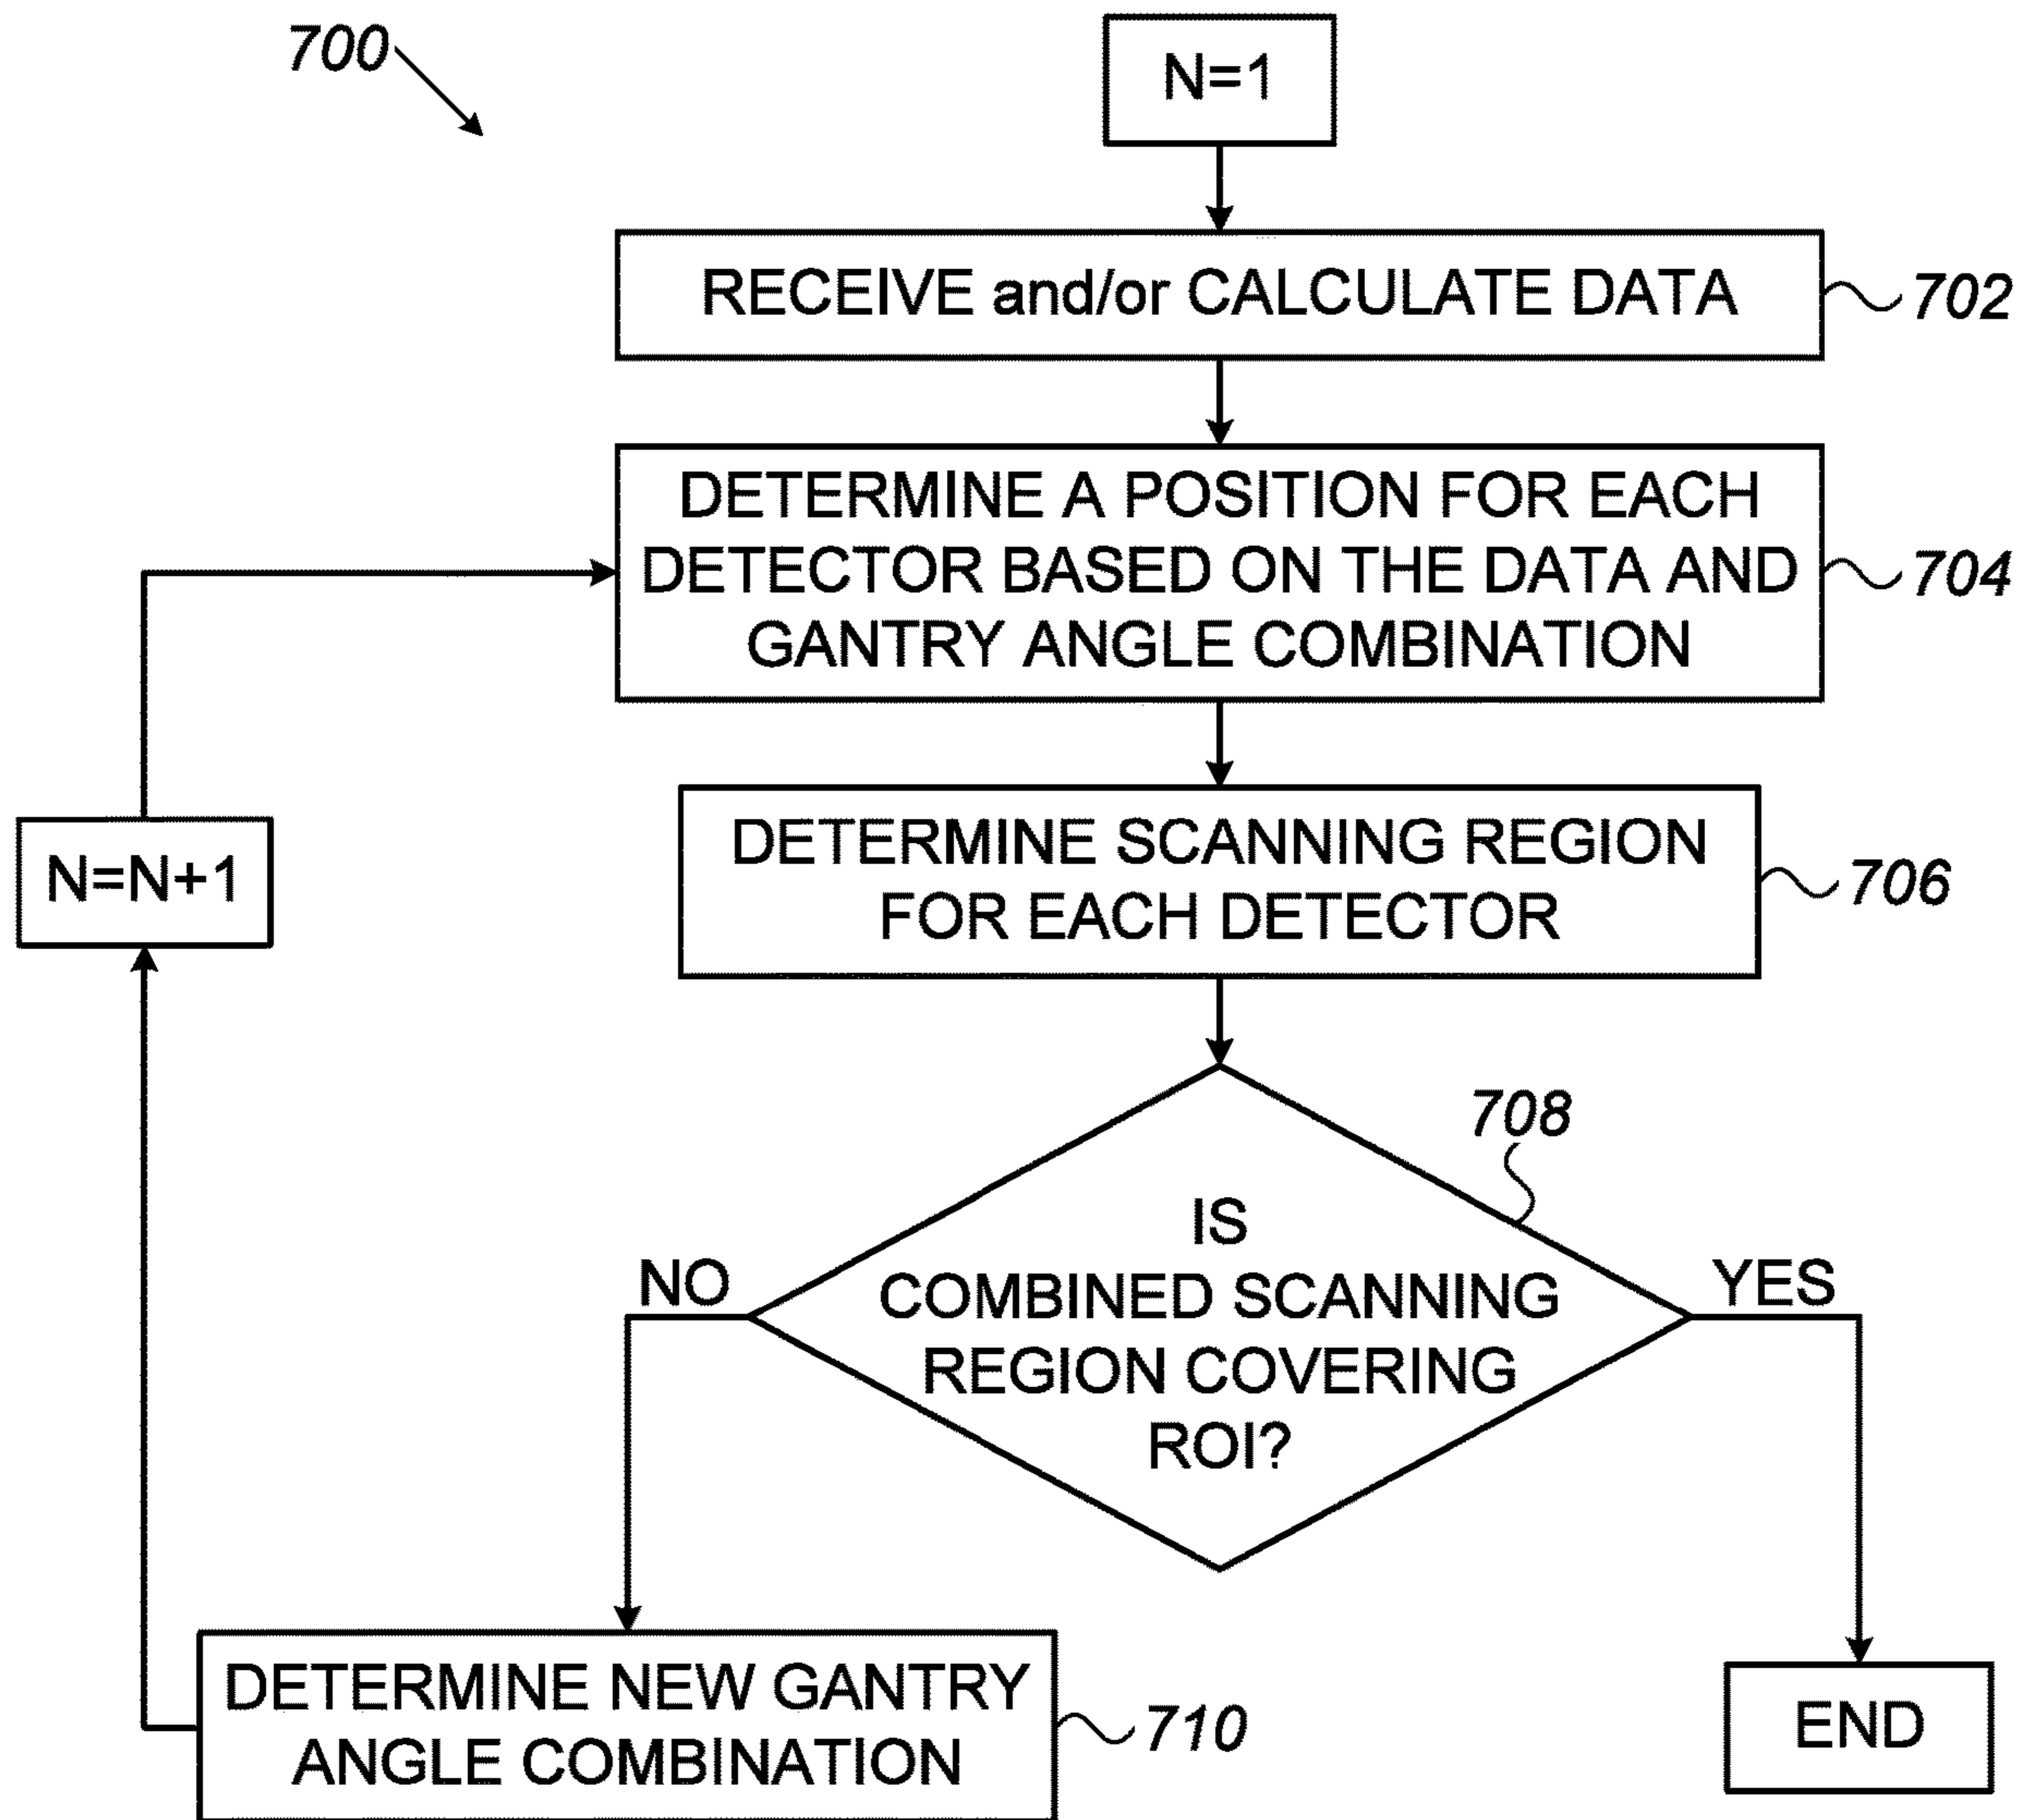 700
N=1
RECEIVE and/or CALCULATE DATA
702
DETERMINE A POSITION FOR EACH
DETECTOR BASED ON THE DATA AND
GANTRY ANGLE COMBINATION
704
N=N+1
DETERMINE SCANNING REGION
FOR EACH DETECTOR
706
708
IS
COMBINED SCANNING
REGION COVERING
ROI?
NO
YES
DETERMINE NEW GANTRY
ANGLE COMBINATION
710
END